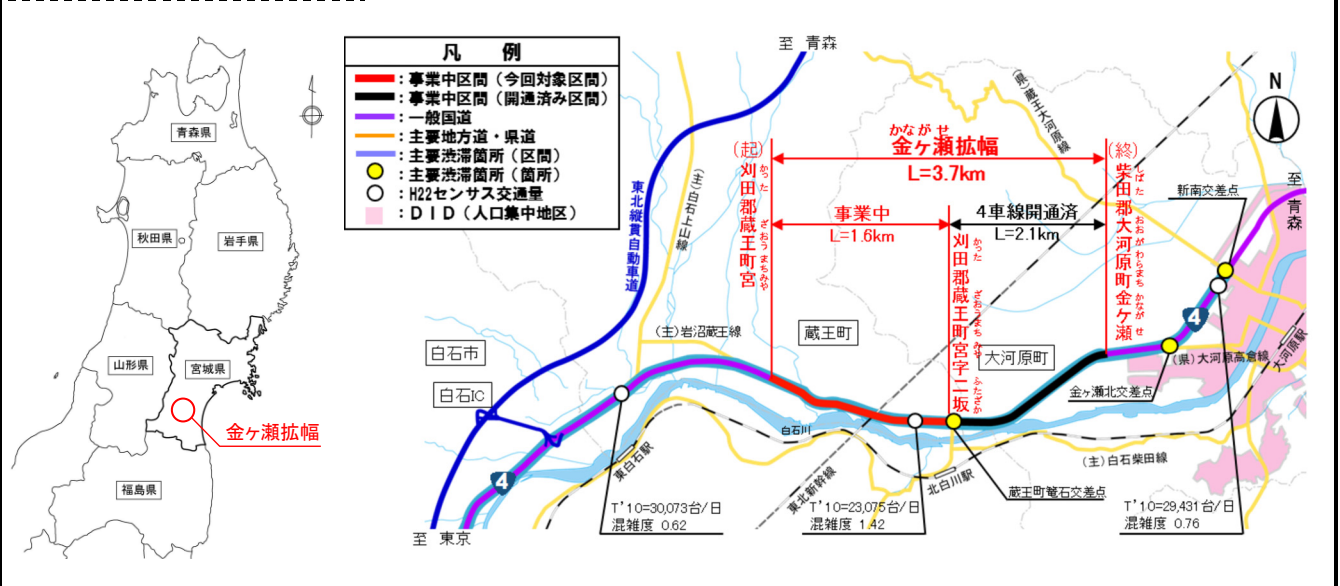 青森県
秋田県
岩手県
山形県
宮城県
福島県
金ヶ瀬拡幅
凡 例
：事業中区間（今回対象区間）
：事業中区間（開通済み区間）
：一般国道
：主要地方道・県道
：主要渋滞箇所（区間）
：主要渋滞箇所（箇所）
：H22センサス交通量
：ＤＩＤ（人口集中地区）
至 青森
N
至 青森
東北縦貫自動車道
（主）白石上山線
（県）蔵王大河原線
（起）
刈田郡蔵王町宮
かった ざおうまちみや
かながせ
金ヶ瀬拡幅
L=3.7km
事業中
L=1.6km
4車線開通済
L=2.1km
刈田郡蔵王町宮字二坂
かった ざおうまちみや ふたざか
（終）
柴田郡大河原町金ケ瀬
しばた おおがわらまち かながせ
新南交差点
4
（県）大河原高倉線
大河原駅
金ヶ瀬北交差点
（主）岩沼蔵王線
蔵王町
大河原町
白石市
白石IC
白石川
東白石駅
東北新幹線
北白川駅
（主）白石柴田線
蔵王町篭石交差点
4
至 東京
T'10=30,073台/日
混雑度 0.62
T'10=23,075台/日
混雑度 1.42
T'10=29,431台/日
混雑度 0.76